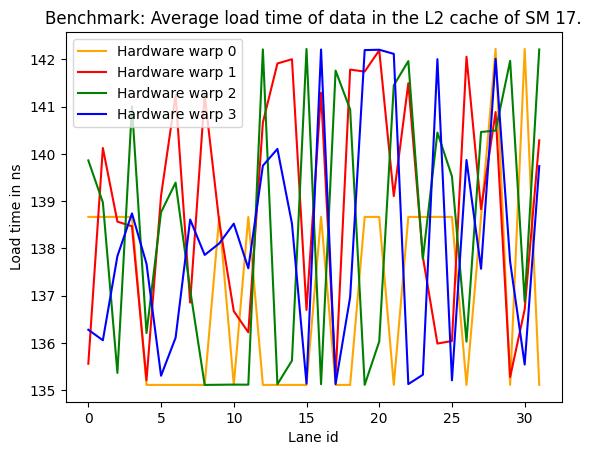 Benchmark: Average load time of data in the L2 cache of SM 17.
Hardware warp 0
Hardware warp 1
Hardware warp 2
Hardware warp 3
Load time in ns
142
141
140
139
138
137
136
135
0 5 10 15 20 25 30
Lane id